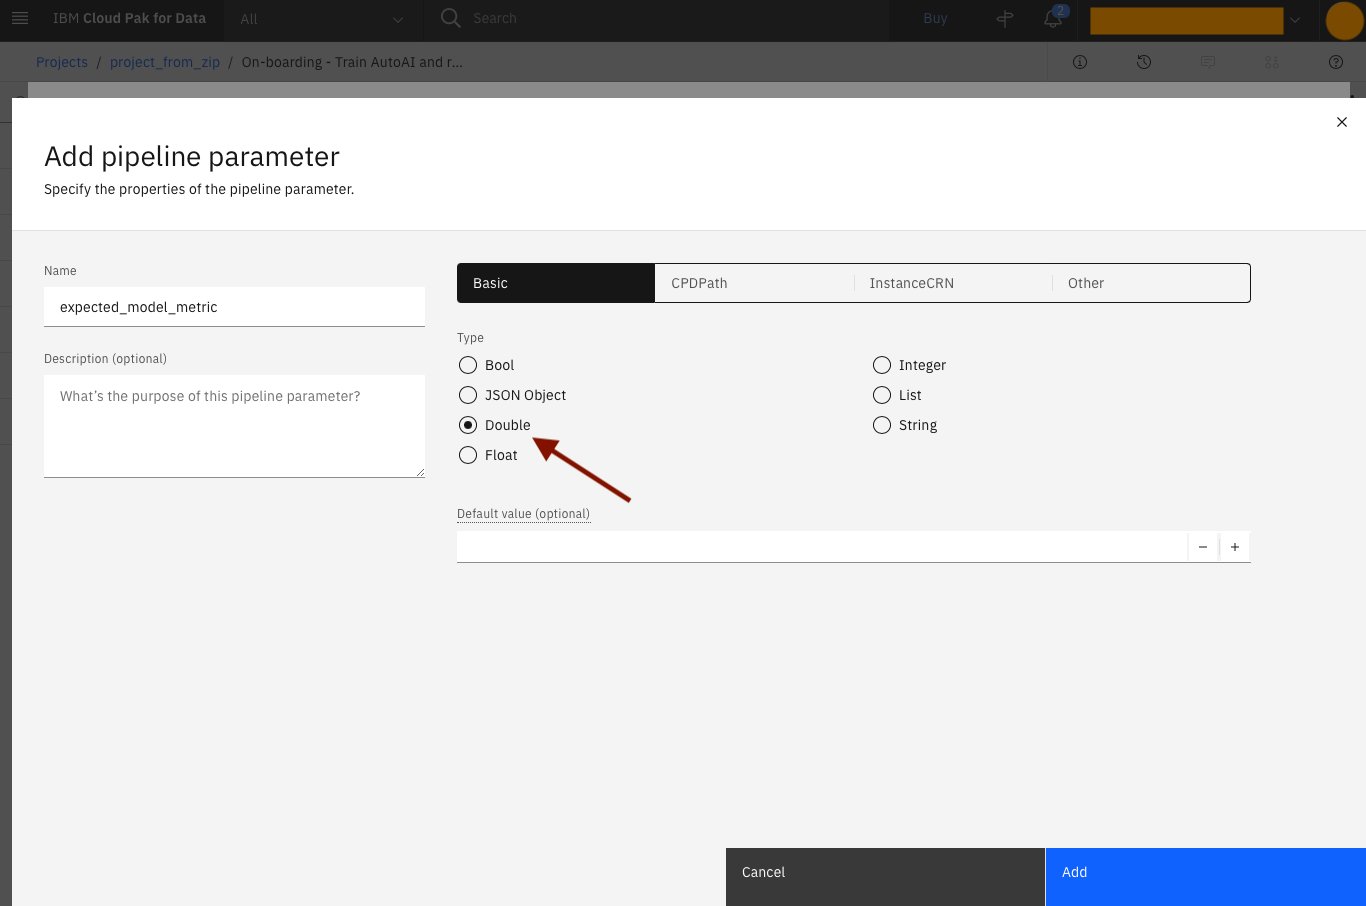 IBM Cloud Pak for Data All Search Buy 2
Projects / project_from_zip / On-boarding - Train AutoAI and r...
Add pipeline parameter
Specify the properties of the pipeline parameter.
Name
expected_model_metric
Description (optional)
What's the purpose of this pipeline parameter?
Basic CPDPath InstanceCRN Other
Type
Bool Integer
JSON Object List
Double String
Float
Default value (optional)
Cancel Add